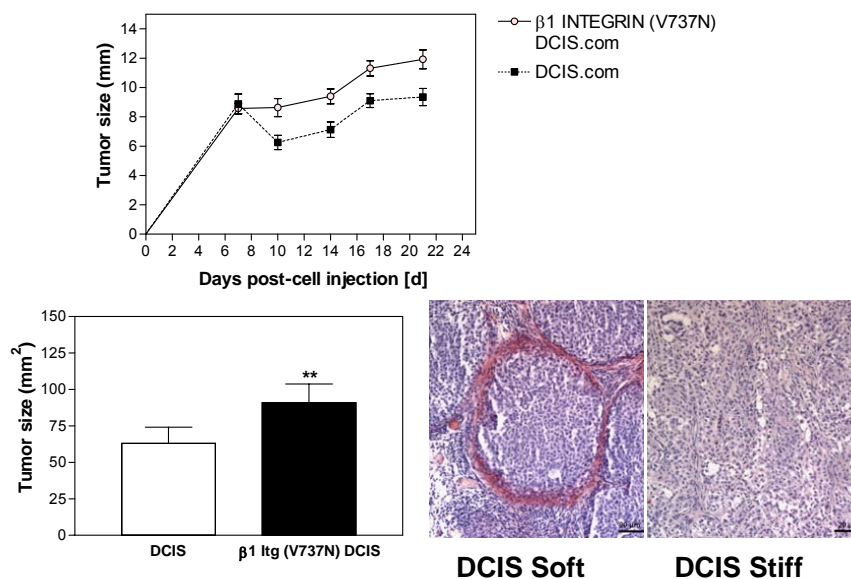 β1 INTEGRIN (V737N)
DCIS.com
DCIS.com
Tumor size (mm)
14
12
10
8
6
4
2
0
0 2 4 6 8 10 12 14 16 18 20 22 24
Days post-cell injection [d]
Tumor size (mm²)
150
125
100
75
50
25
0
**
DCIS
β1 Itg (V737N) DCIS
DCIS Soft
DCIS Stiff